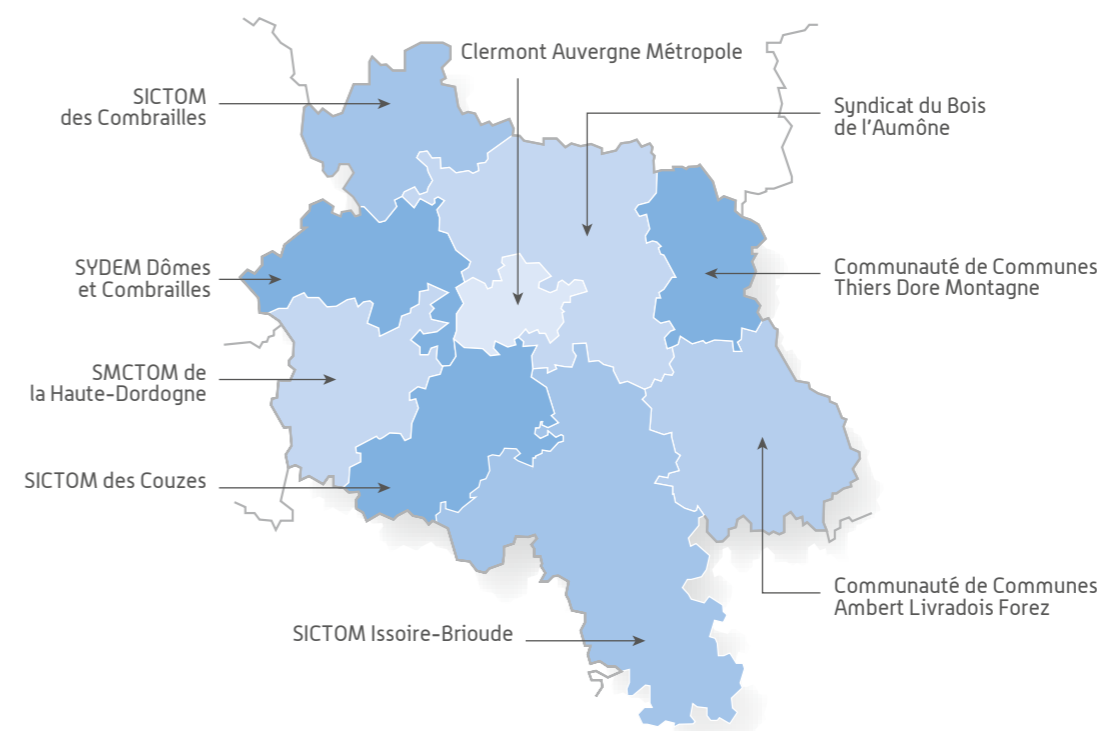 Clermont Auvergne Métropole
SICTOM
des Combrailles
Syndicat du Bois
de l'Aumône
SYDEM Dômes
et Combrailles
Communauté de Communes
Thiers Dore Montagne
SMCTOM de
la Haute-Dordogne
SICTOM des Couzes
Communauté de Communes
Ambert Livradois Forez
SICTOM Issoire-Brioude